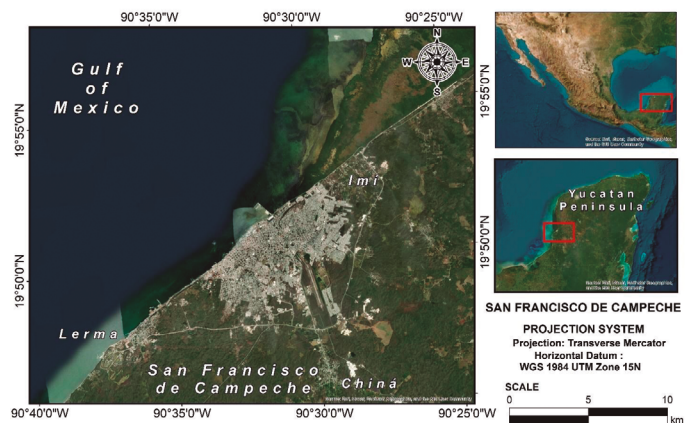 90°35'0"W
90°30'0"W
90°25'0"W
Gulf
of
Mexico
N
W
E
S
19°55'0"N
19°55'0"N
Imí
19°50'0"N
19°50'0"N
Lerma
San Francisco
de Campeche
Chiná
90°40'0"W
90°35'0"W
90°30'0"W
90°25'0"W
Yucatan
Peninsula
SAN FRANCISCO DE CAMPECHE
PROJECTION SYSTEM
Projection: Transverse Mercator
Horizontal Datum :
WGS 1984 UTM Zone 15N
SCALE
0
5
10
km